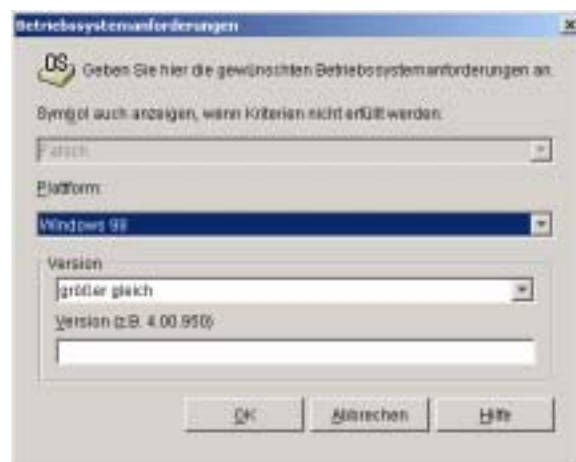 Betriebssystemanforderungen
OS
Geben Sie hier die gewünschten Betriebssystemanforderungen an.
Symbol auch anzeigen, wenn Kriterien nicht erfüllt werden:
Falsch
Plattform:
Windows 98
Version
größer gleich
Version (z.B. 4.00.950)
OK
Abbrechen
Hilfe